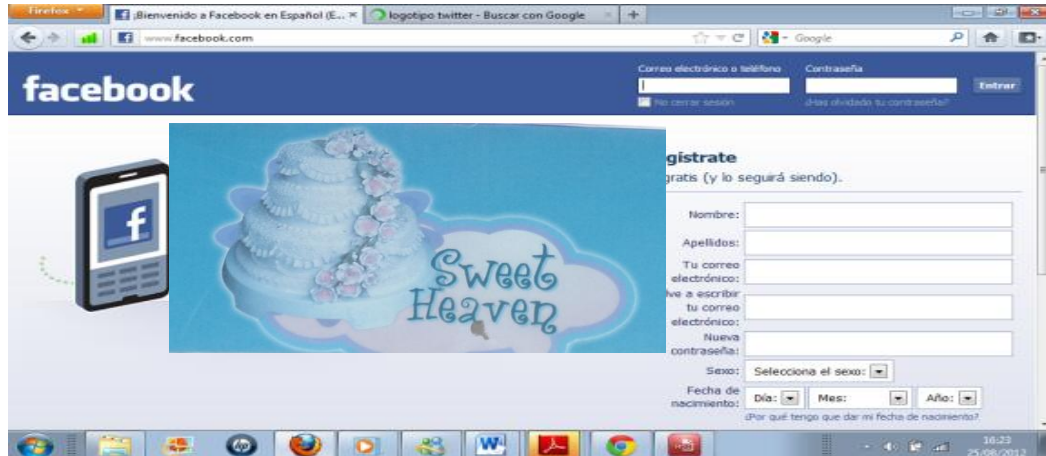 Firefox
¡Bienvenido a Facebook en Español (E...
logotipo twitter - Buscar con Google
www.facebook.com
Google
facebook
Correo electrónico o teléfono
Contraseña
Entrar
No cerrar sesión
¿Has olvidado tu contraseña?
gístrate
gratis (y lo seguirá siendo).
Nombre:
Apellidos:
Tu correo
electrónico:
lve a escribir
tu correo
electrónico:
Nueva
contraseña:
Sexo: Selecciona el sexo:
Fecha de
nacimiento: Día: Mes: Año:
¿Por qué tengo que dar mi fecha de nacimiento?
Sweet
Heaven
hp
W
16:23
25/08/2012